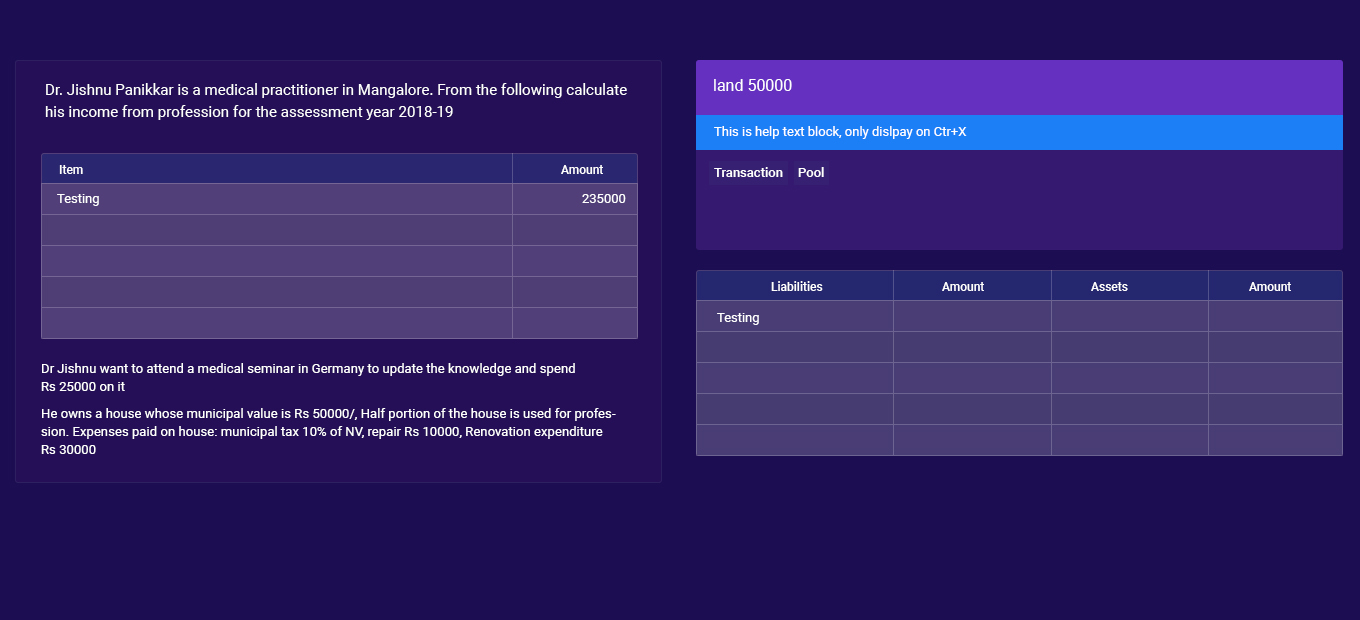 Dr. Jishnu Panikkar is a medical practitioner in Mangalore. From the following calculate
his income from profession for the assessment year 2018-19
Item Amount
Testing 235000
Dr Jishnu want to attend a medical seminar in Germany to update the knowledge and spend
Rs 25000 on it
He owns a house whose municipal value is Rs 50000/, Half portion of the house is used for profes-
sion. Expenses paid on house: municipal tax 10% of NV, repair Rs 10000, Renovation expenditure
Rs 30000
land 50000
This is help text block, only dislpay on Ctr+X
Transaction Pool
Liabilities Amount Assets Amount
Testing